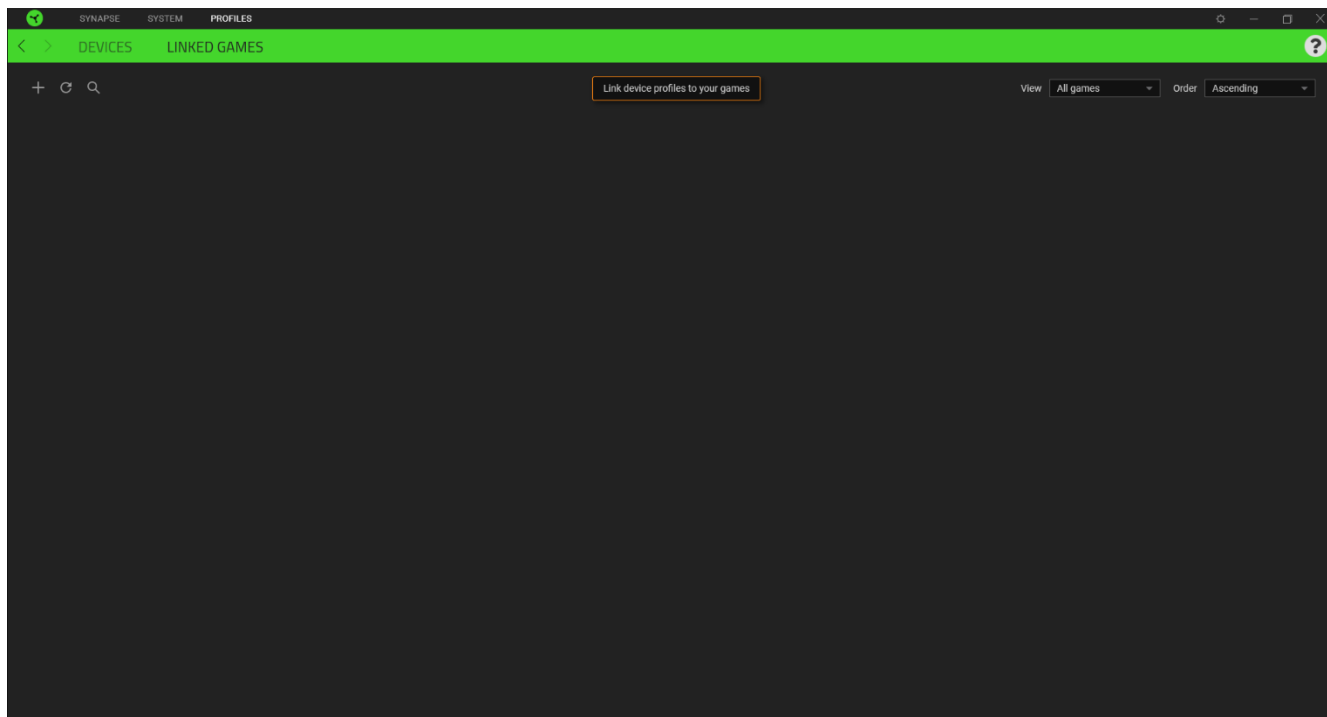 SYNAPSE SYSTEM PROFILES
DEVICES LINKED GAMES ?
Link device profiles to your games View All games Order Ascending